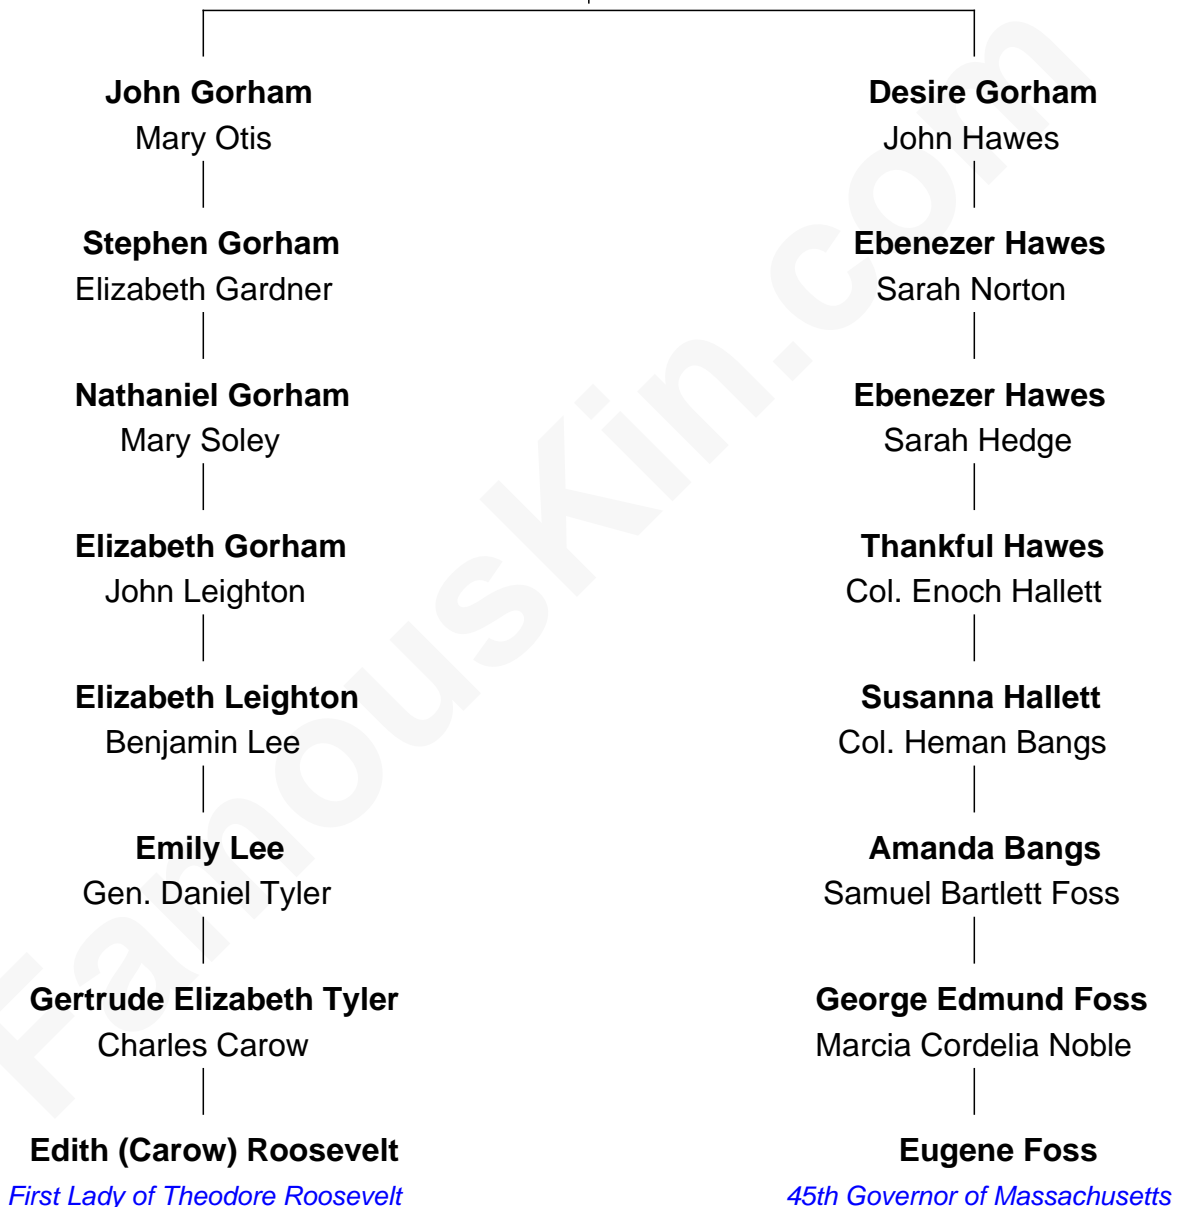 John Gorham
Mary Otis
Stephen Gorham
Elizabeth Gardner
Nathaniel Gorham
Mary Soley
Elizabeth Gorham
John Leighton
Elizabeth Leighton
Benjamin Lee
Emily Lee
Gen. Daniel Tyler
Gertrude Elizabeth Tyler
Charles Carow
Edith (Carow) Roosevelt
First Lady of Theodore Roosevelt
Desire Gorham
John Hawes
Ebenezer Hawes
Sarah Norton
Ebenezer Hawes
Sarah Hedge
Thankful Hawes
Col. Enoch Hallett
Susanna Hallett
Col. Heman Bangs
Amanda Bangs
Samuel Bartlett Foss
George Edmund Foss
Marcia Cordelia Noble
Eugene Foss
45th Governor of Massachusetts
FamousKin.com